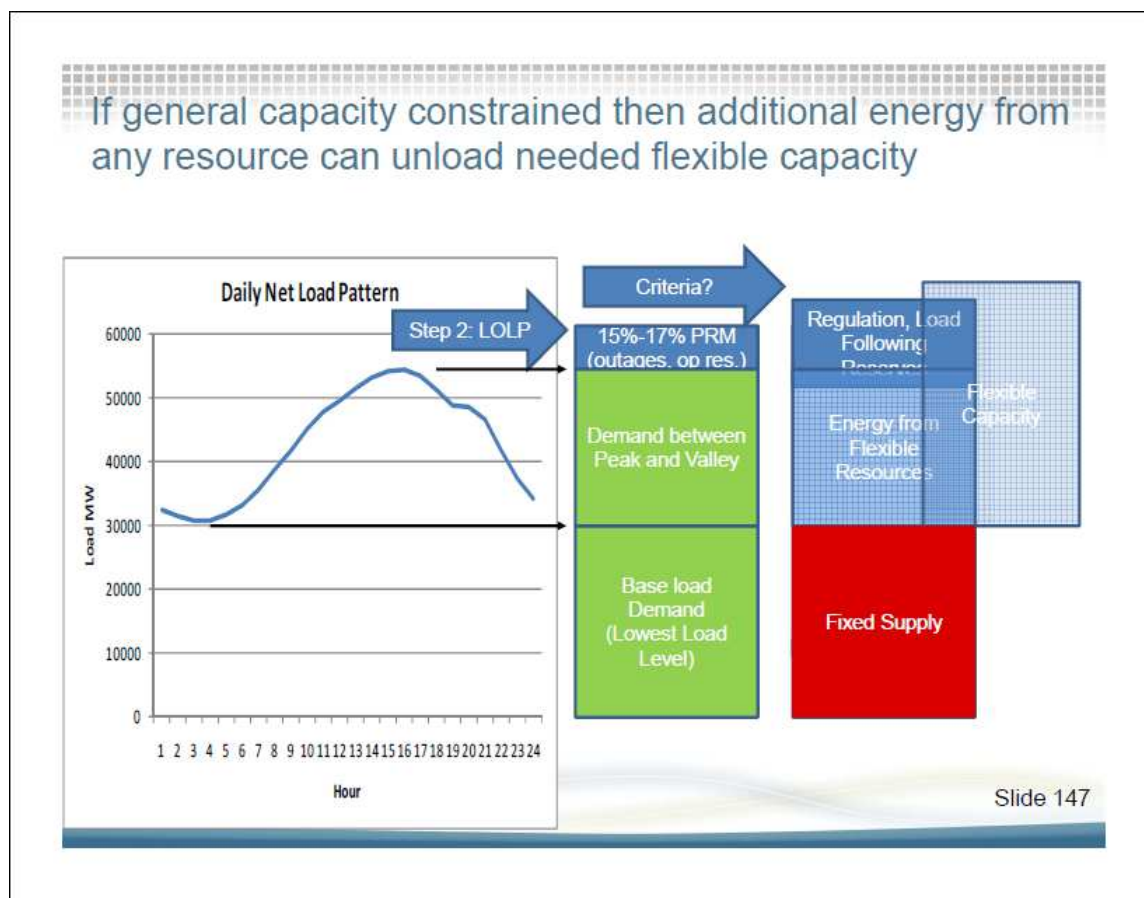 If general capacity constrained then additional energy from
any resource can unload needed flexible capacity
Daily Net Load Pattern
60000
50000
40000
30000
20000
10000
0
Load MW
1 2 3 4 5 6 7 8 9 10 11 12 13 14 15 16 17 18 19 20 21 22 23 24
Hour
Step 2: LOLP
Criteria?
15%-17% PRM
(outages, op res.)
Demand between
Peak and Valley
Base load
Demand
(Lowest Load
Level)
Regulation, Load
Following
Reserves
Energy from
Flexible
Resources
Fixed Supply
Flexible
Capacity
Slide 147